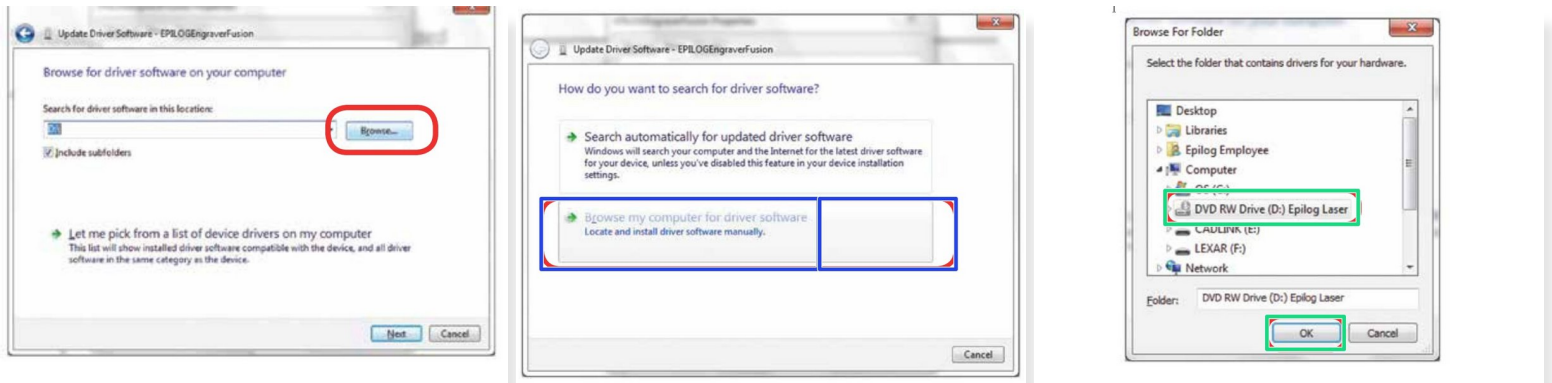 Update Driver Software - EPILOGEngraverFusion
Browse for driver software on your computer
Search for driver software in this location:
D:\
Browse...
Include subfolders
Let me pick from a list of device drivers on my computer
This list will show installed driver software compatible with the device, and all driver
software in the same category as the device.
Next
Cancel
Update Driver Software - EPILOGEngraverFusion
How do you want to search for driver software?
Search automatically for updated driver software
Windows will search your computer and the Internet for the latest driver software
for your device, unless you've disabled this feature in your device installation
settings.
Browse my computer for driver software
Locate and install driver software manually.
Cancel
1
Browse For Folder
Select the folder that contains drivers for your hardware.
Desktop
Libraries
Epilog Employee
Computer
OS (C:)
DVD RW Drive (D:) Epilog Laser
CADLINK (E:)
LEXAR (F:)
Network
Folder:
DVD RW Drive (D:) Epilog Laser
OK
Cancel